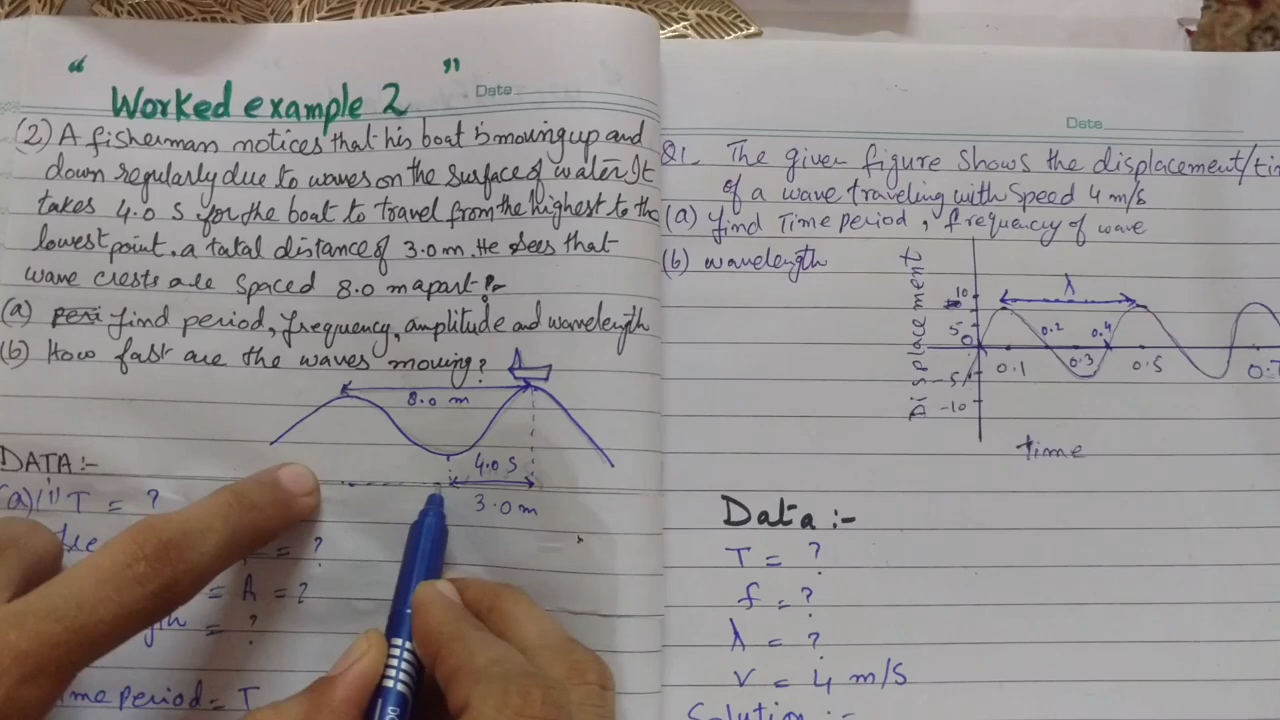 " Worked example 2 "
Date
(2) A fisherman notices that his boat is moving up and
down regularly due to waves on the surface of water. It
takes 4.0 s for the boat to travel from the highest to the
lowest point, a total distance of 3.0 m. He sees that
wave crests are spaced 8.0 m apart?
(a) find period, frequency, amplitude and wavelength
(b) How fast are the waves moving?
8.0 m
4.0 S
3.0 m
DATA:-
(a) (i) T = ?
= ?
= A = ?
= ?
Time period = T
Date
Q1. The given figure shows the displacement/
of a wave traveling with speed 4 m/s
(a) find Time period, frequency of wave
(b) wavelength
Displacement
λ
10
5
0
-5
-10
0.1
0.2
0.3
0.4
0.5
time
Data :-
T = ?
f = ?
λ = ?
v = 4 m/s
Solution :-